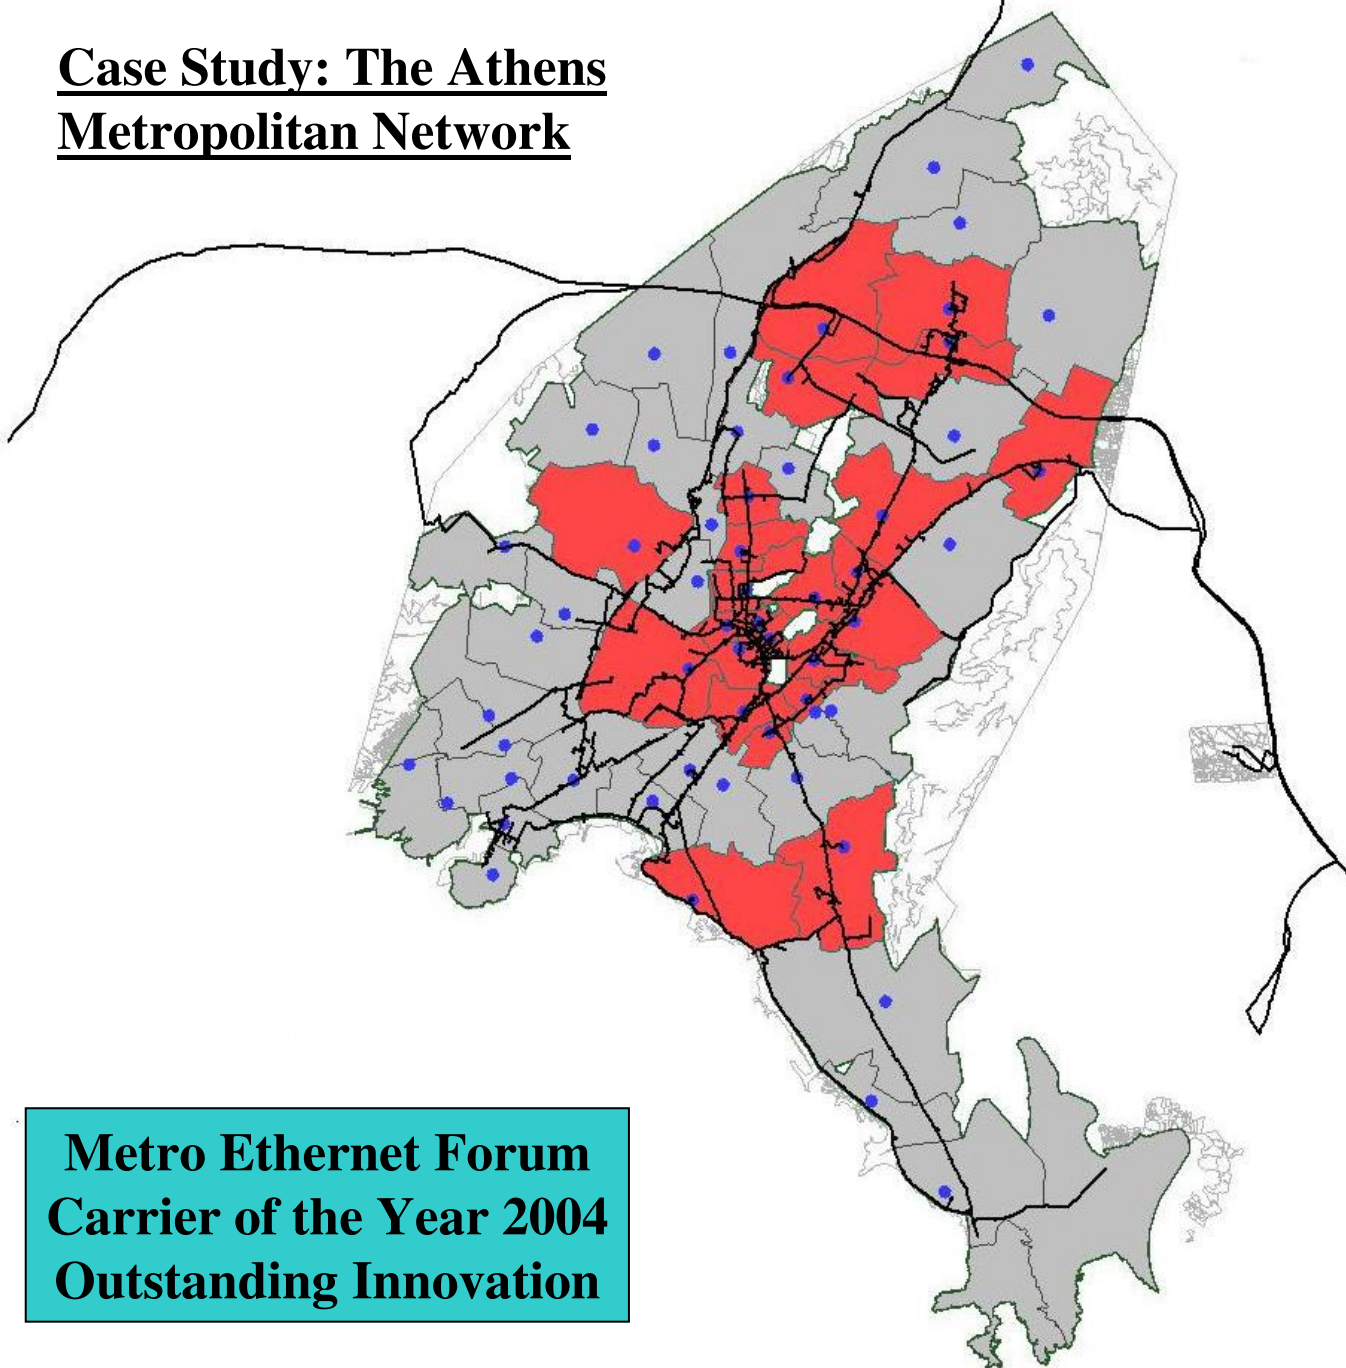 Case Study: The Athens
Metropolitan Network
Metro Ethernet Forum
Carrier of the Year 2004
Outstanding Innovation